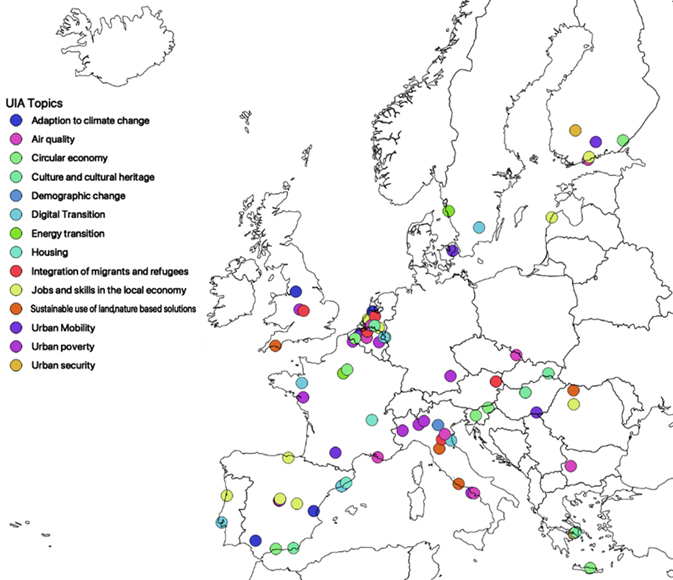 UIA Topics
Adaption to climate change
Air quality
Circular economy
Culture and cultural heritage
Demographic change
Digital Transition
Energy transition
Housing
Integration of migrants and refugees
Jobs and skills in the local economy
Sustainable use of land,nature based solutions
Urban Mobility
Urban poverty
Urban security